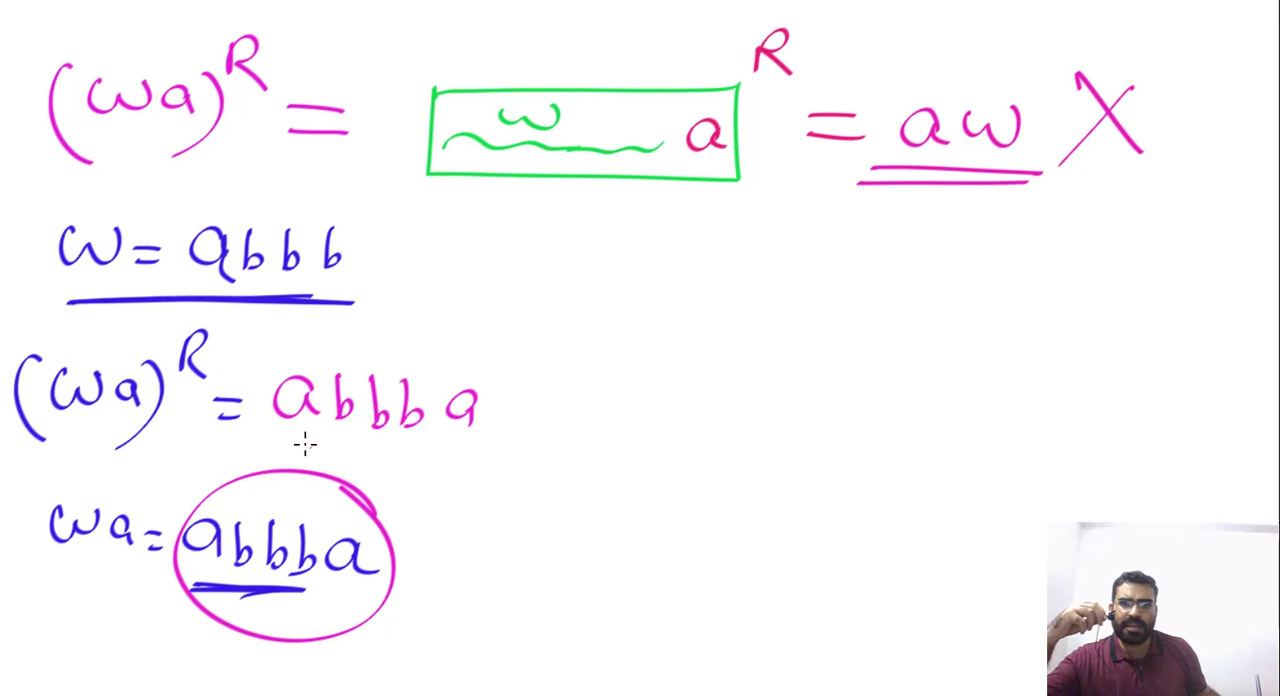 (wa)^R = w a ^R = aw X
w = abbb
(wa)^R = abbba
wa = abbba